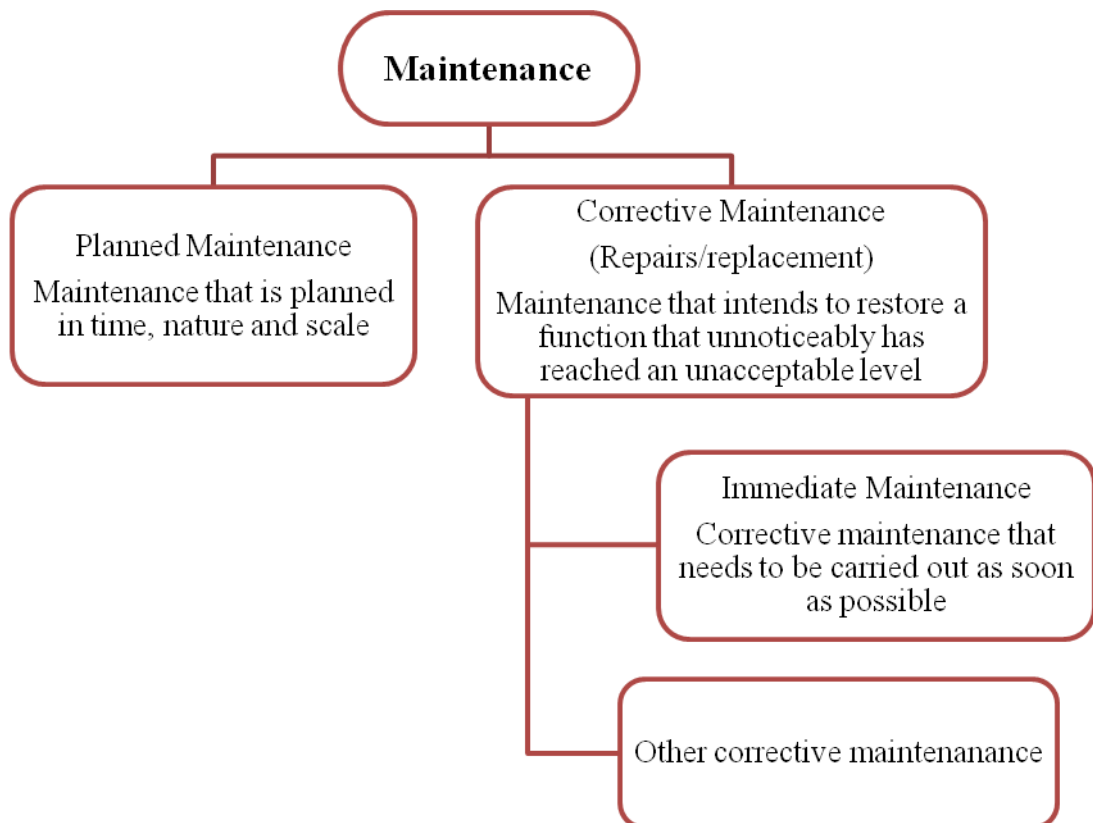 Maintenance
Planned Maintenance
Maintenance that is planned
in time, nature and scale
Corrective Maintenance
(Repairs/replacement)
Maintenance that intends to restore a
function that unnoticeably has
reached an unacceptable level
Immediate Maintenance
Corrective maintenance that
needs to be carried out as soon
as possible
Other corrective maintenanance